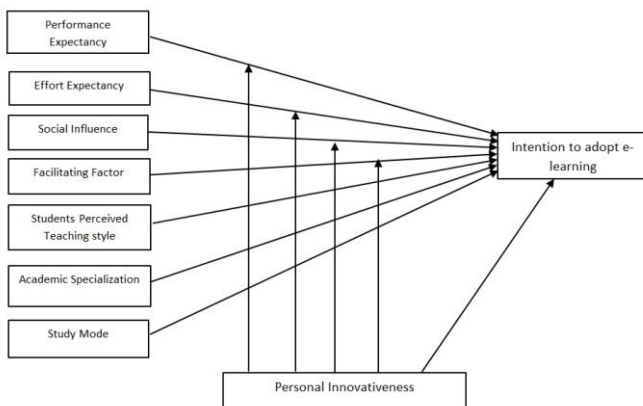 Performance
Expectancy
Effort Expectancy
Social Influence
Facilitating Factor
Students Perceived
Teaching style
Academic Specialization
Study Mode
Intention to adopt e-
learning
Personal Innovativeness